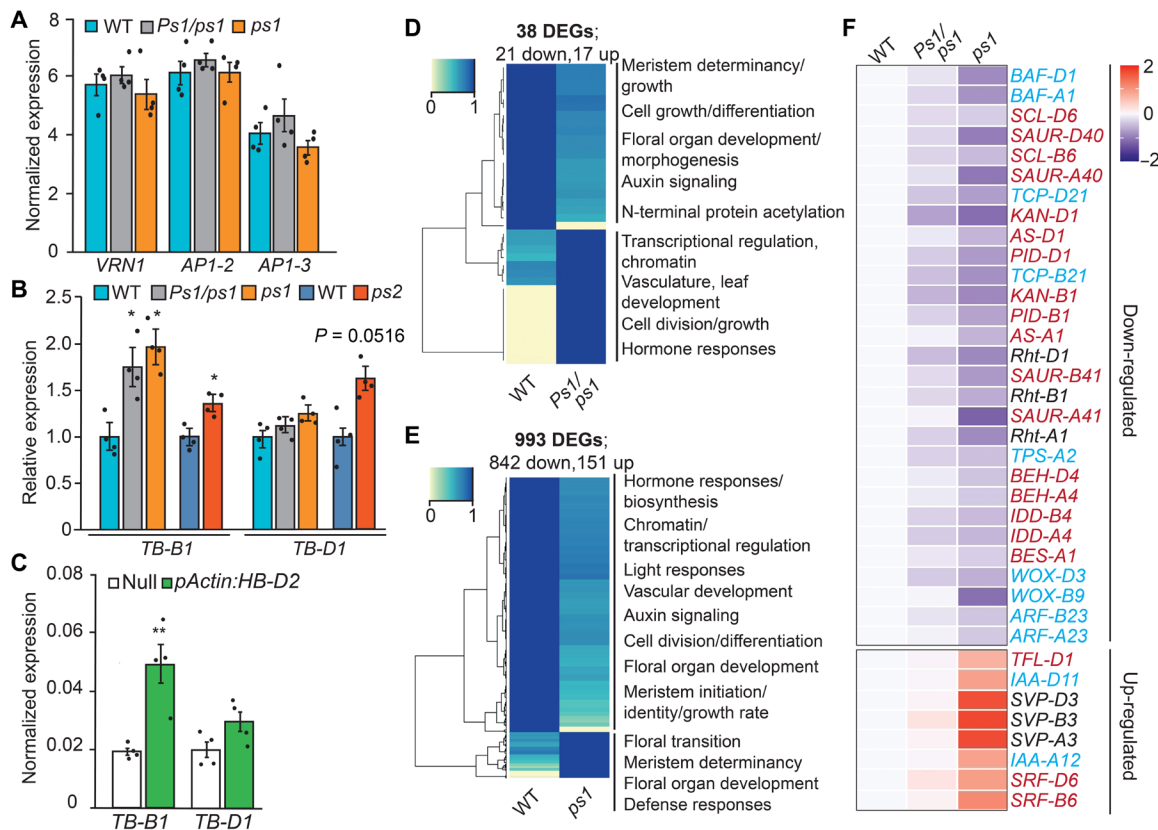 A
WT Ps1/ps1 ps1
Normalized expression
8
6
4
2
0
VRN1 AP1-2 AP1-3
B
WT Ps1/ps1 ps1 WT ps2
Relative expression
2.5
2.0
1.5
1.0
0.5
0
* * *
P = 0.0516
TB-B1 TB-D1
C
Null pActin:HB-D2
Normalized expression
0.08
0.06
0.04
0.02
0
**
TB-B1 TB-D1
D
38 DEGs;
21 down,17 up
0 1
Meristem determinancy/
growth
Cell growth/differentiation
Floral organ development/
morphogenesis
Auxin signaling
N-terminal protein acetylation
Transcriptional regulation,
chromatin
Vasculature, leaf
development
Cell division/growth
Hormone responses
WT Ps1/
ps1
E
993 DEGs;
842 down,151 up
0 1
Hormone responses/
biosynthesis
Chromatin/
transcriptional regulation
Light responses
Vascular development
Auxin signaling
Cell division/differentiation
Floral organ development
Meristem initiation/
identity/growth rate
Floral transition
Meristem determinancy
Floral organ development
Defense responses
WT ps1
F
WT Ps1/
ps1 ps1
BAF-D1
BAF-A1
SCL-D6
SAUR-D40
SCL-B6
SAUR-A40
TCP-D21
KAN-D1
AS-D1
PID-D1
TCP-B21
KAN-B1
PID-B1
AS-A1
Rht-D1
SAUR-B41
Rht-B1
SAUR-A41
Rht-A1
TPS-A2
BEH-D4
BEH-A4
IDD-B4
IDD-A4
BES-A1
WOX-D3
WOX-B9
ARF-B23
ARF-A23
TFL-D1
IAA-D11
SVP-D3
SVP-B3
SVP-A3
IAA-A12
SRF-D6
SRF-B6
2
1
0
-1
-2
Down-regulated
Up-regulated